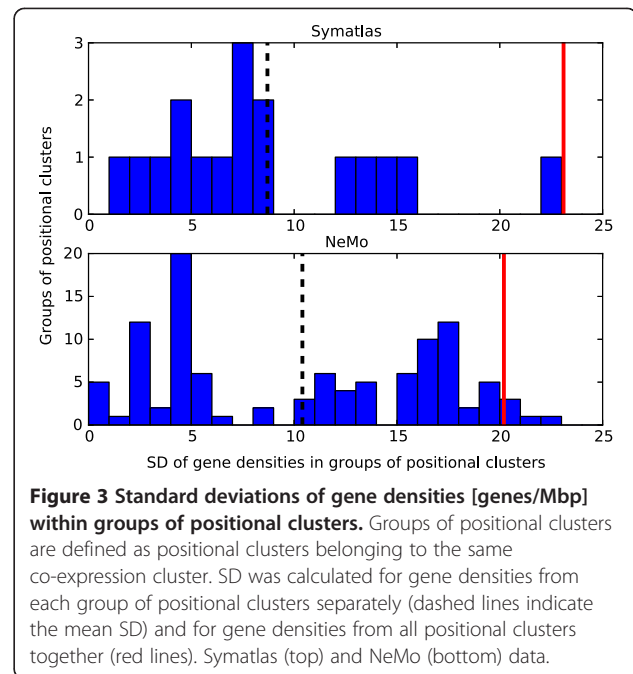 Symatlas
3
2
1
0
5
10
15
20
25
NeMo
20
15
10
5
0
0
5
10
15
20
25
Groups of positional clusters
SD of gene densities in groups of positional clusters
Figure 3 Standard deviations of gene densities [genes/Mbp]
within groups of positional clusters. Groups of positional clusters
are defined as positional clusters belonging to the same
co-expression cluster. SD was calculated for gene densities from
each group of positional clusters separately (dashed lines indicate
the mean SD) and for gene densities from all positional clusters
together (red lines). Symatlas (top) and NeMo (bottom) data.